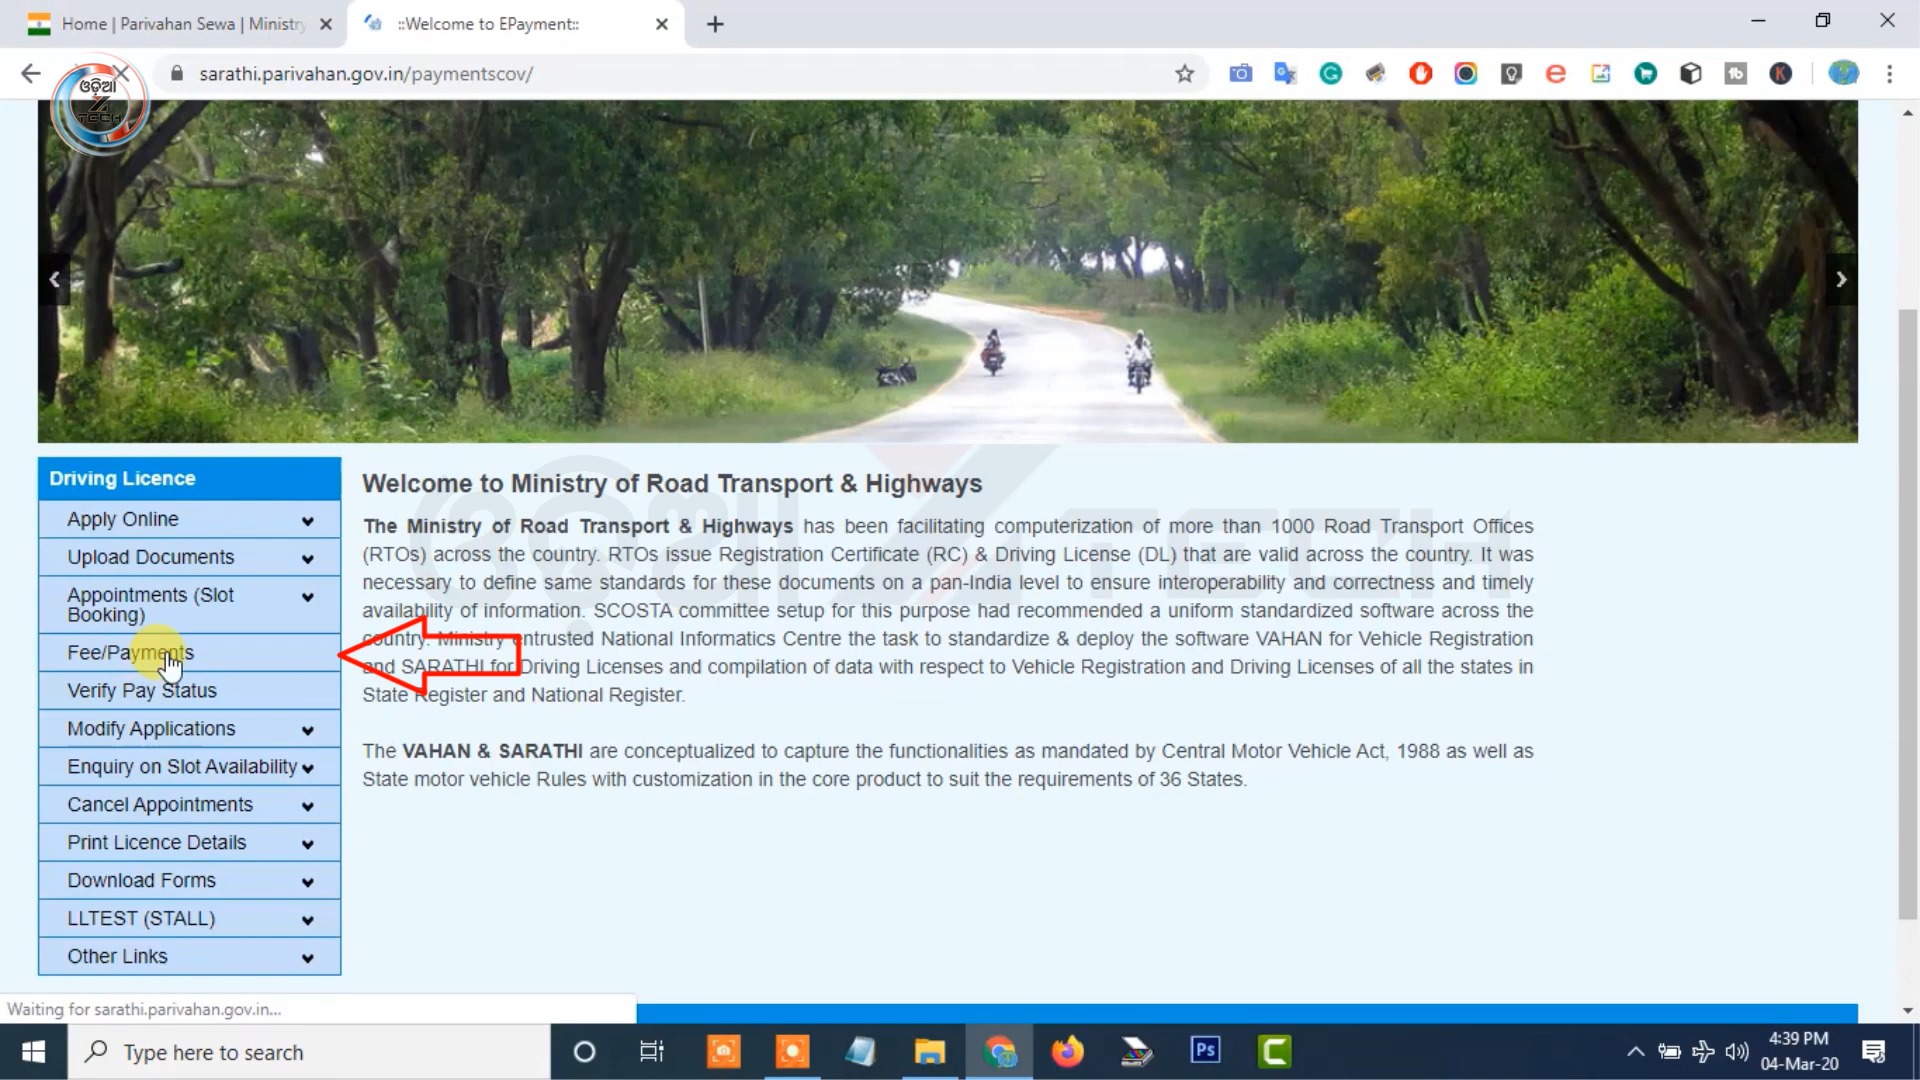 Home | Parivahan Sewa | Ministry
::Welcome to EPayment::
sarathi.parivahan.gov.in/paymentscov/
ଓଡ଼ିଆ
Z
TECH
Driving Licence
Apply Online
Upload Documents
Appointments (Slot
Booking)
Fee/Payments
Verify Pay Status
Modify Applications
Enquiry on Slot Availability
Cancel Appointments
Print Licence Details
Download Forms
LLTEST (STALL)
Other Links
Welcome to Ministry of Road Transport & Highways
The Ministry of Road Transport & Highways has been facilitating computerization of more than 1000 Road Transport Offices
(RTOs) across the country. RTOs issue Registration Certificate (RC) & Driving License (DL) that are valid across the country. It was
necessary to define same standards for these documents on a pan-India level to ensure interoperability and correctness and timely
availability of information. SCOSTA committee setup for this purpose had recommended a uniform standardized software across the
country. Ministry entrusted National Informatics Centre the task to standardize & deploy the software VAHAN for Vehicle Registration
and SARATHI for Driving Licenses and compilation of data with respect to Vehicle Registration and Driving Licenses of all the states in
State Register and National Register.
The VAHAN & SARATHI are conceptualized to capture the functionalities as mandated by Central Motor Vehicle Act, 1988 as well as
State motor vehicle Rules with customization in the core product to suit the requirements of 36 States.
ଓଡ଼ିଆ Z TECH
Waiting for sarathi.parivahan.gov.in...
Type here to search
Ps
4:39 PM
04-Mar-20